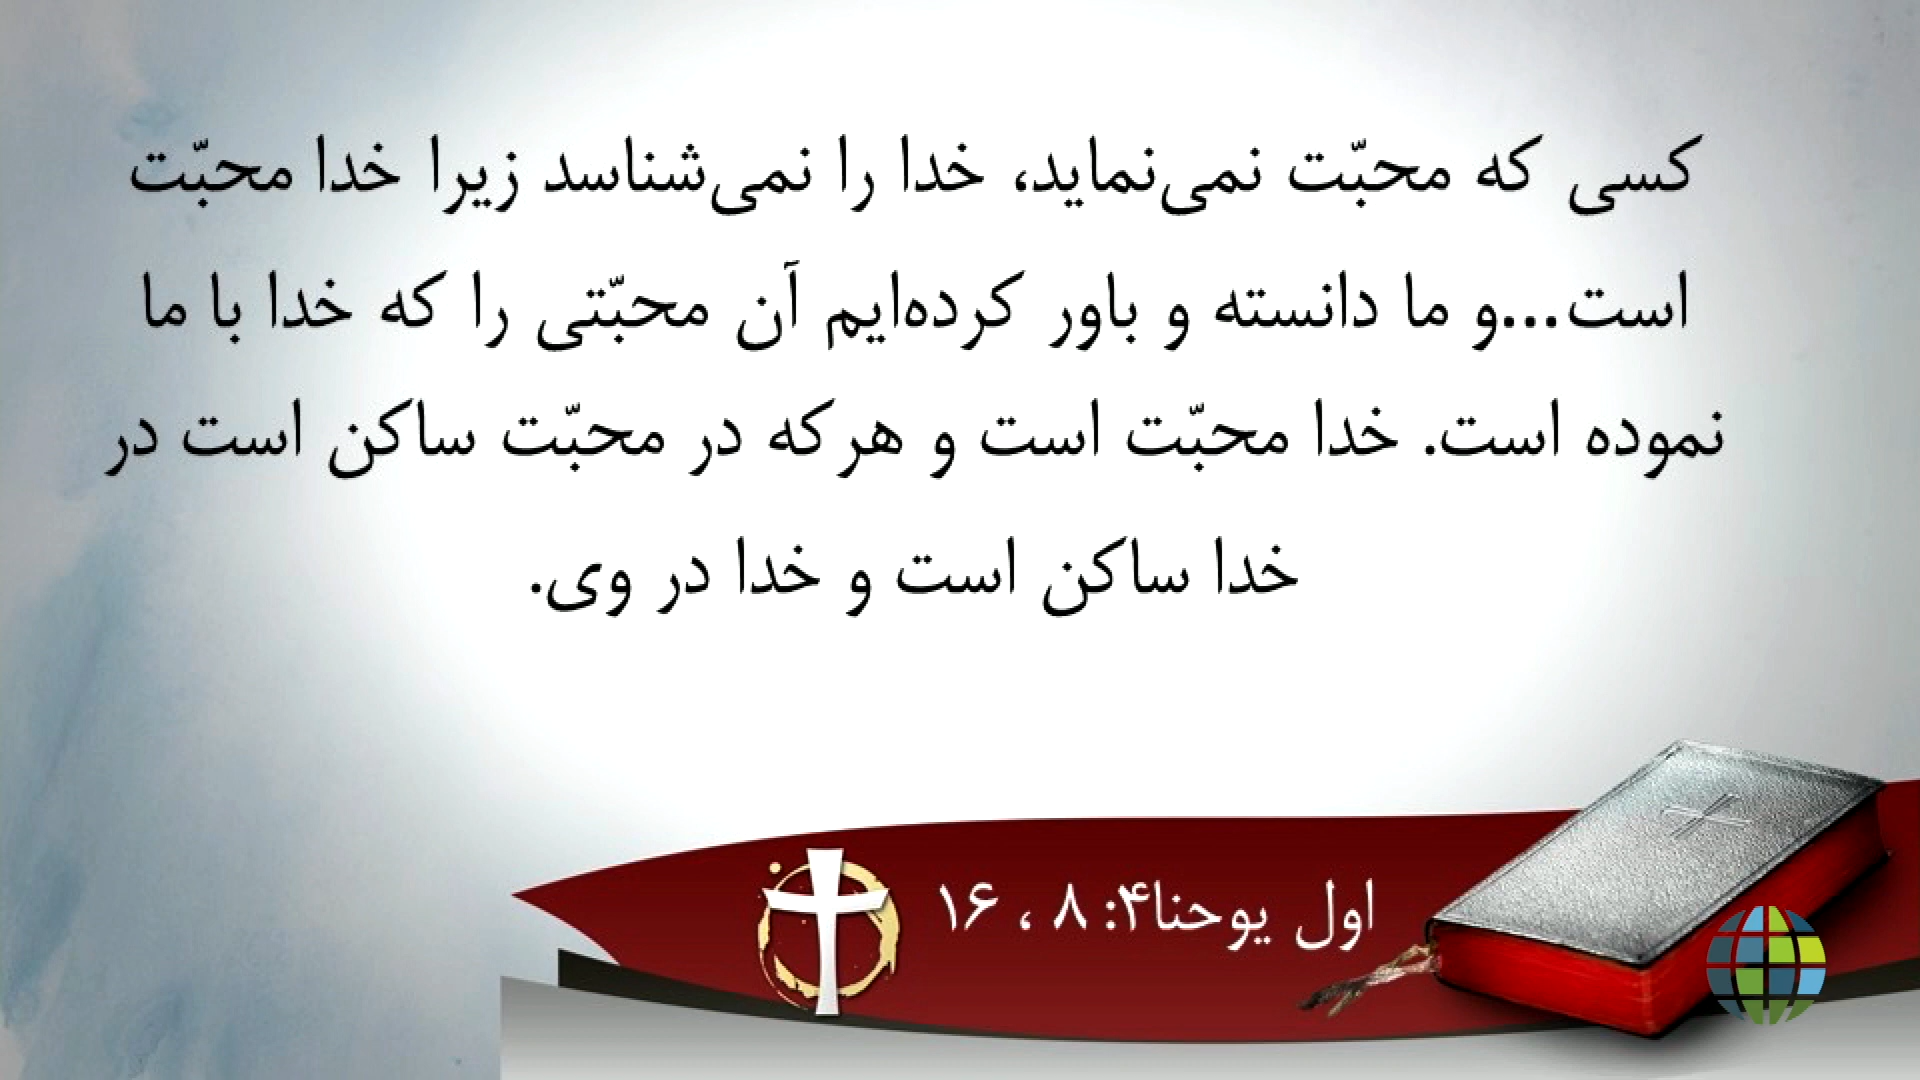 کسی که محبّت نمی‌نماید، خدا را نمی‌شناسد زیرا خدا محبّت
است...و ما دانسته و باور کرده‌ایم آن محبّتی را که خدا با ما
نموده است. خدا محبّت است و هرکه در محبّت ساکن است در
خدا ساکن است و خدا در وی.
اول یوحنا۴: ۸ ، ۱۶